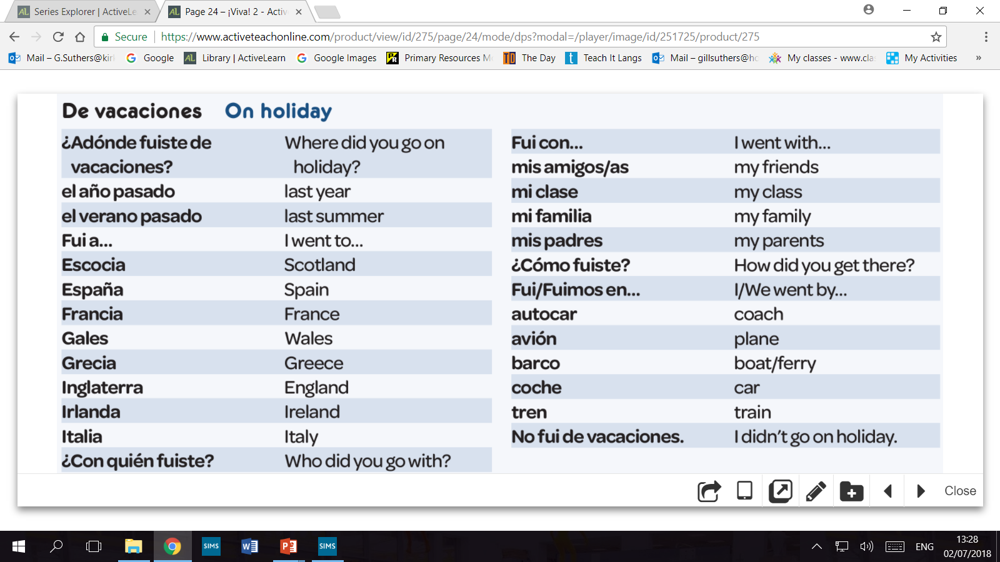 Series Explorer | ActiveLe
Page 24 – ¡Viva! 2 - Activ
Secure
https://www.activeteachonline.com/product/view/id/275/page/24/mode/dps?modal=/player/image/id/251725/product/275
Mail – G.Suthers@kir
Google
Library | ActiveLearn
Google Images
Primary Resources M
The Day
Teach It Langs
Mail – gillsuthers@ho
My classes - www.cla
My Activities
»
De vacaciones On holiday
¿Adónde fuiste de Where did you go on
vacaciones? holiday?
el año pasado last year
el verano pasado last summer
Fui a... I went to...
Escocia Scotland
España Spain
Francia France
Gales Wales
Grecia Greece
Inglaterra England
Irlanda Ireland
Italia Italy
¿Con quién fuiste? Who did you go with?
Fui con... I went with...
mis amigos/as my friends
mi clase my class
mi familia my family
mis padres my parents
¿Cómo fuiste? How did you get there?
Fui/Fuimos en... I/We went by...
autocar coach
avión plane
barco boat/ferry
coche car
tren train
No fui de vacaciones. I didn't go on holiday.
Close
SIMS
SIMS
ENG
13:28
02/07/2018